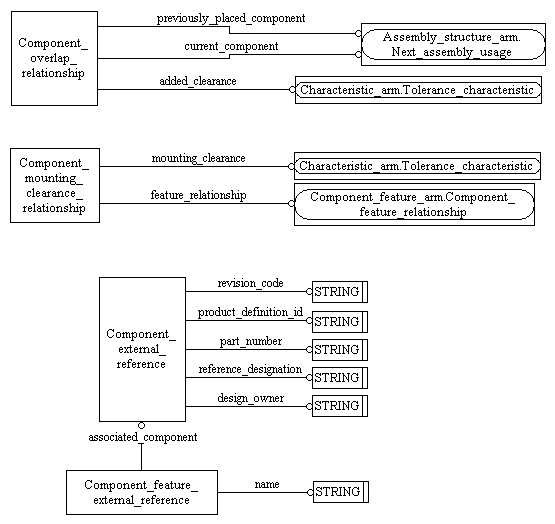 previously_placed_component
Component_
overlap_
relationship
current_component
Assembly_structure_arm.
Next_assembly_usage
added_clearance
Characteristic_arm.Tolerance_characteristic
Component_
mounting_
clearance_
relationship
mounting_clearance
Characteristic_arm.Tolerance_characteristic
feature_relationship
Component_feature_arm.Component_
feature_relationship
Component_
external_
reference
revision_code
STRING
product_definition_id
STRING
part_number
STRING
reference_designation
STRING
design_owner
STRING
associated_component
Component_feature_
external_reference
name
STRING